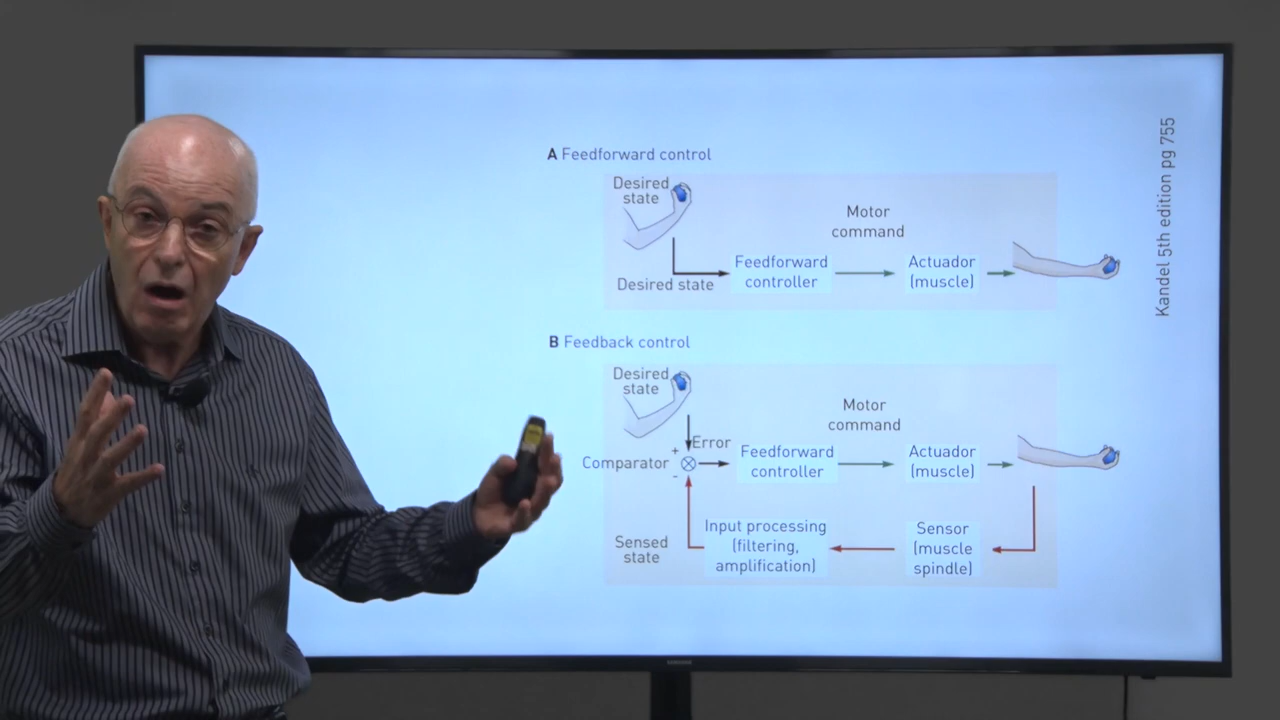 A Feedforward control
Desired
state
Motor
command
Feedforward
controller
Actuador
(muscle)
Desired state
B Feedback control
Desired
state
Motor
command
+
Error
Comparator
-
Feedforward
controller
Actuador
(muscle)
Sensed
state
Input processing
(filtering,
amplification)
Sensor
(muscle
spindle)
Kandel 5th edition pg 755
SAMSUNG